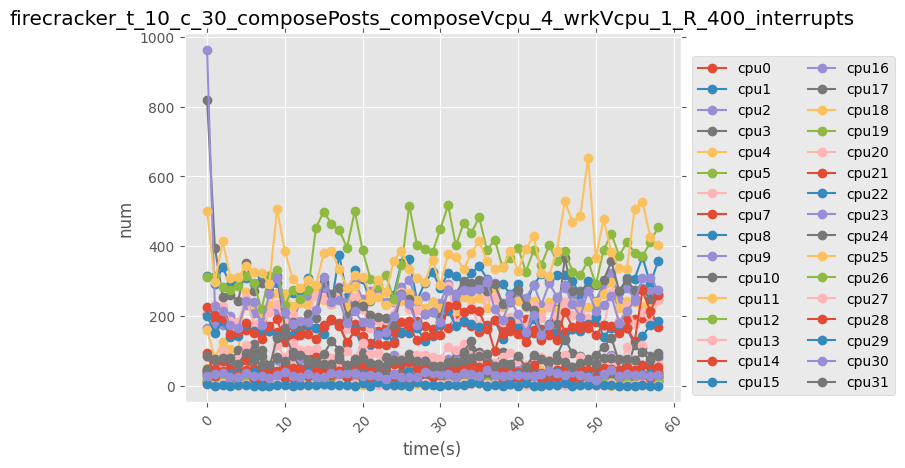 firecracker_t_10_c_30_composePosts_composeVcpu_4_wrkVcpu_1_R_400_interrupts
1000
800
600
400
200
0
num
0
10
20
30
40
50
60
time(s)
cpu0
cpu1
cpu2
cpu3
cpu4
cpu5
cpu6
cpu7
cpu8
cpu9
cpu10
cpu11
cpu12
cpu13
cpu14
cpu15
cpu16
cpu17
cpu18
cpu19
cpu20
cpu21
cpu22
cpu23
cpu24
cpu25
cpu26
cpu27
cpu28
cpu29
cpu30
cpu31